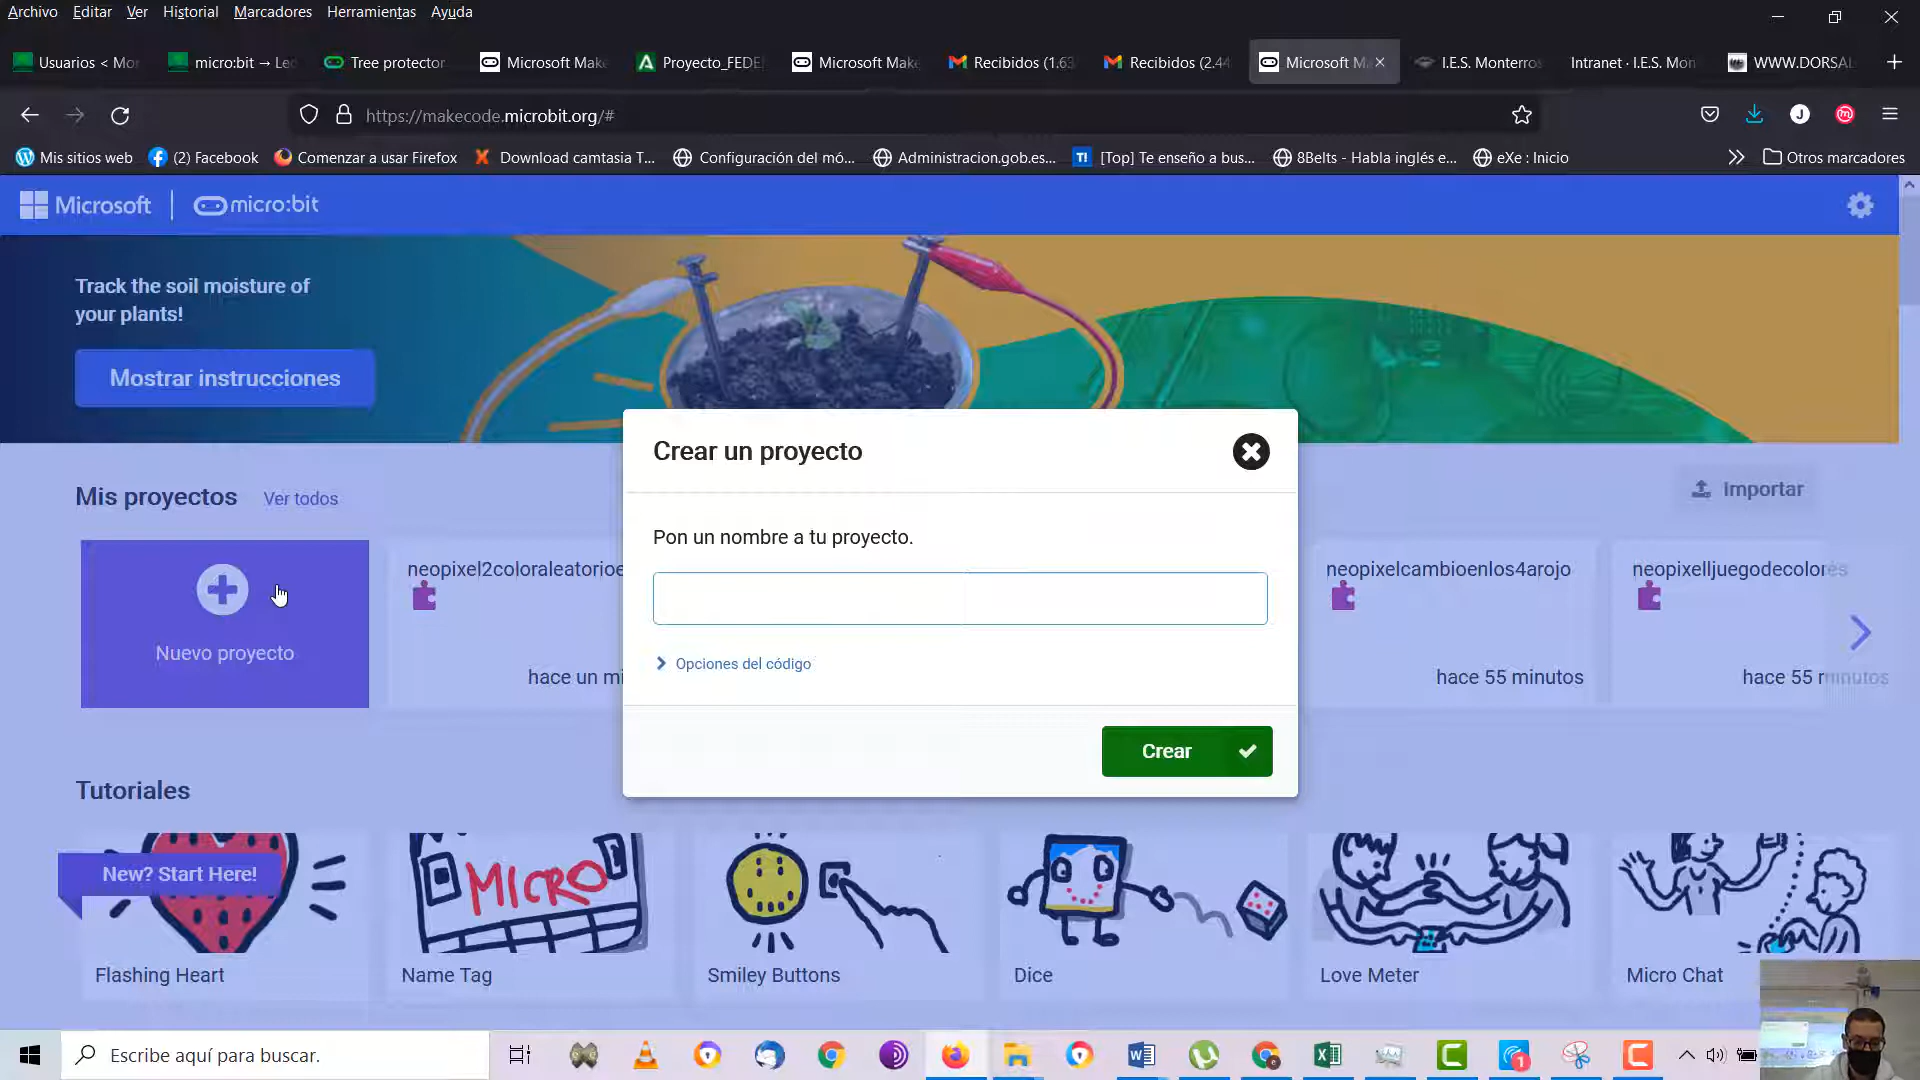 Archivo Editar Ver Historial Marcadores Herramientas Ayuda
Usuarios < Mor micro:bit → Lec Tree protector Microsoft Make Proyecto_FEDE Microsoft Make Recibidos (1.63 Recibidos (2.44 Microsoft M I.E.S. Monterros Intranet · I.E.S. Mon WWW.DORSAL
https://makecode.microbit.org/#
Mis sitios web (2) Facebook Comenzar a usar Firefox Download camtasia T... Configuración del mó... Administracion.gob.es... T! [Top] Te enseño a bus... 8Belts - Habla inglés e... eXe : Inicio Otros marcadores
Microsoft micro:bit
Track the soil moisture of
your plants!
Mostrar instrucciones
Crear un proyecto
Mis proyectos Ver todos
Importar
Pon un nombre a tu proyecto.
neopixel2coloraleatorioe
neopixelcambioenlos4arojo
neopixelljuegodecolores
Nuevo proyecto
Opciones del código
hace un mi
hace 55 minutos
hace 55 minutos
Crear
Tutoriales
New? Start Here!
MICRO
Flashing Heart
Name Tag
Smiley Buttons
Dice
Love Meter
Micro Chat
Escribe aquí para buscar.